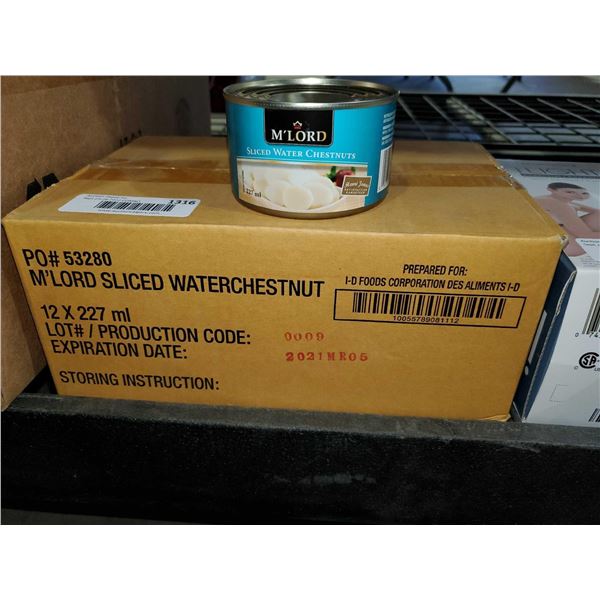 M'LORD
SLICED WATER CHESTNUTS
227 ml
1316
PO# 53280
M'LORD SLICED WATERCHESTNUT
12 X 227 ml
LOT# / PRODUCTION CODE: 0009
EXPIRATION DATE: 2021MR05
STORING INSTRUCTION:
PREPARED FOR:
I-D FOODS CORPORATION DES ALIMENTS I-D
10055789081112